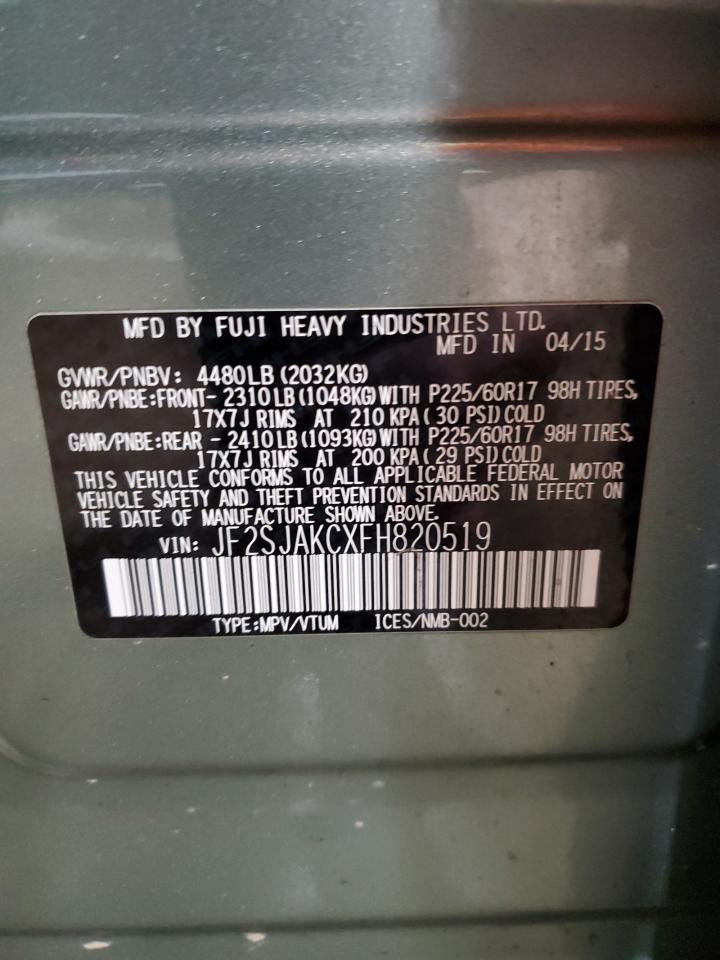 MFD BY FUJI HEAVY INDUSTRIES LTD.
MFD IN 04/15
GVWR/PNBV: 4480LB (2032KG)
GAWR/PNBE:FRONT- 2310LB (1048KG) WITH P225/60R17 98H TIRES,
17X7J RIMS AT 210 KPA ( 30 PSI) COLD
GAWR/PNBE:REAR - 2410LB (1093KG) WITH P225/60R17 98H TIRES,
17X7J RIMS AT 200 KPA ( 29 PSI) COLD
THIS VEHICLE CONFORMS TO ALL APPLICABLE FEDERAL MOTOR
VEHICLE SAFETY AND THEFT PREVENTION STANDARDS IN EFFECT ON
THE DATE OF MANUFACTURE SHOWN ABOVE.
VIN: JF2SJAKCXFH820519
TYPE:MPV/VTUM ICES/NMB-002